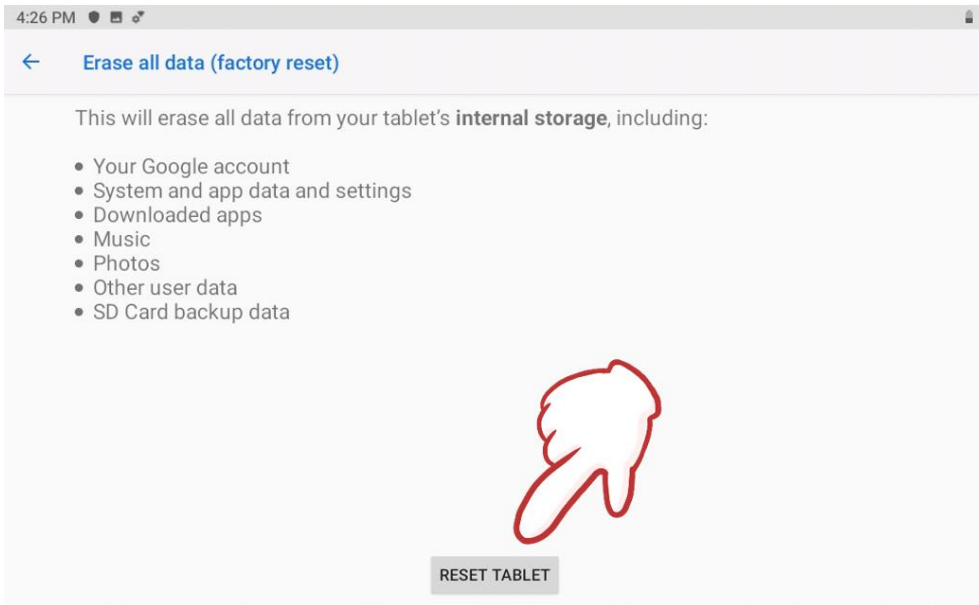 4:26 PM
Erase all data (factory reset)
This will erase all data from your tablet’s internal storage, including:
• Your Google account
• System and app data and settings
• Downloaded apps
• Music
• Photos
• Other user data
• SD Card backup data
RESET TABLET